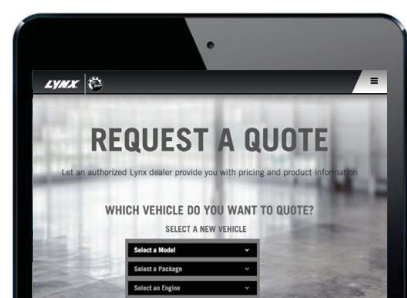 LYNX
REQUEST A QUOTE
Let an authorized Lynx dealer provide you with pricing and product information
WHICH VEHICLE DO YOU WANT TO QUOTE?
SELECT A NEW VEHICLE
Select a Model
Select a Package
Select an Engine